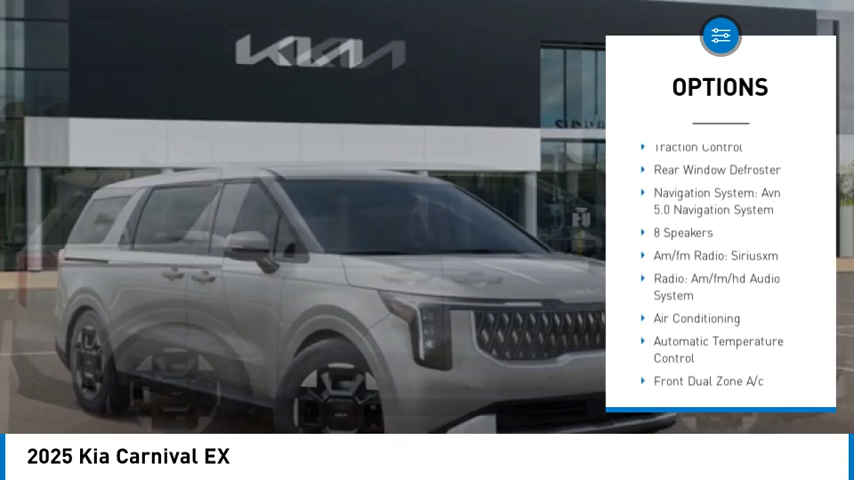 KIA
OPTIONS
Traction Control
Rear Window Defroster
Navigation System: Avn
5.0 Navigation System
8 Speakers
Am/fm Radio: Siriusxm
Radio: Am/fm/hd Audio
System
Air Conditioning
Automatic Temperature
Control
Front Dual Zone A/c
2025 Kia Carnival EX